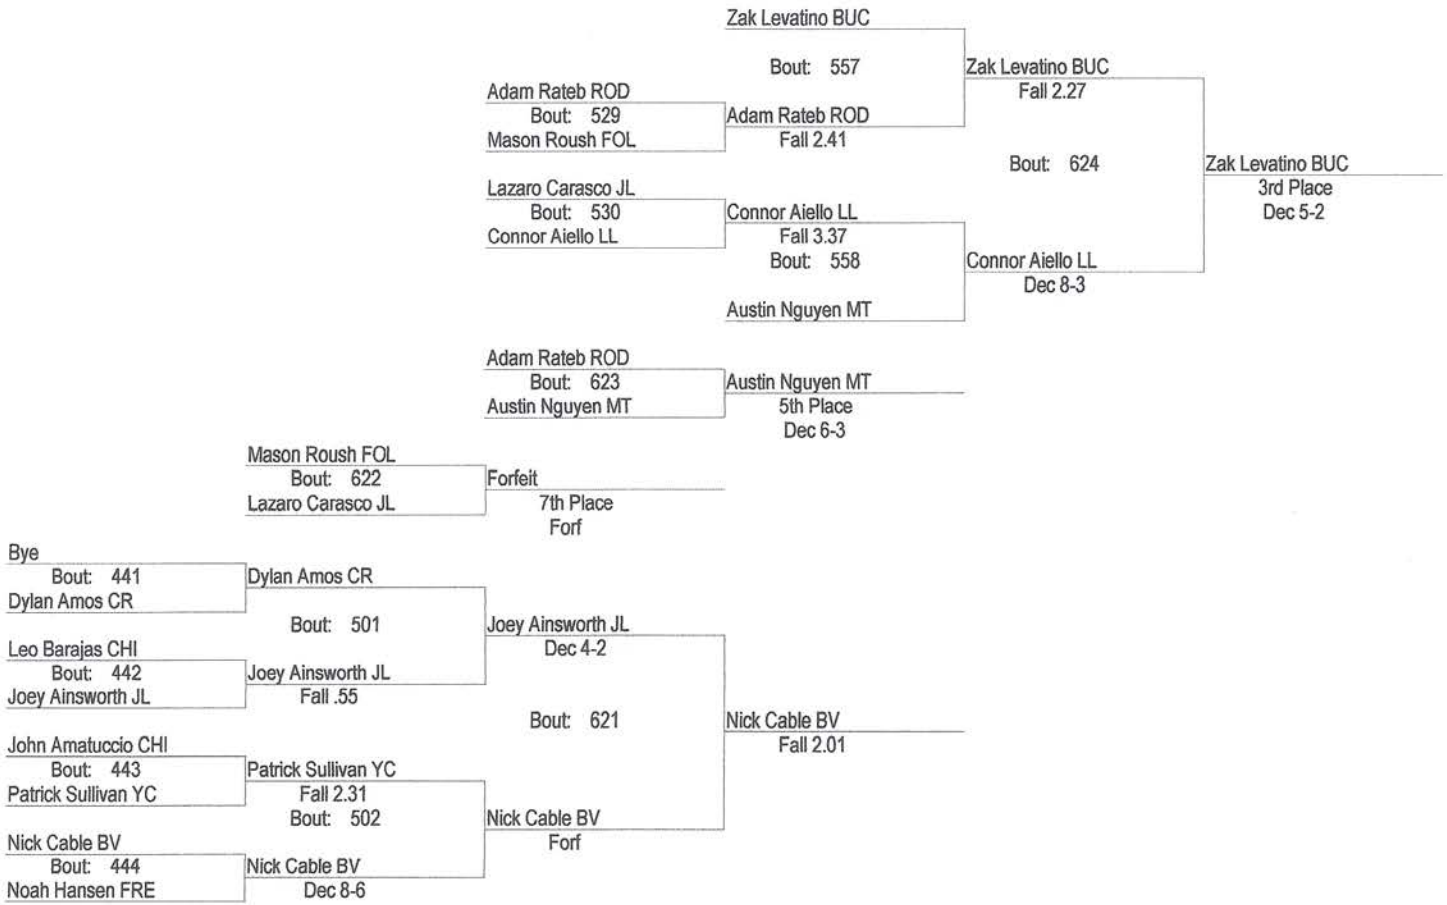 Zak Levatino BUC
Bout: 557
Zak Levatino BUC
Fall 2.27
Adam Rateb ROD
Bout: 529
Mason Roush FOL
Adam Rateb ROD
Fall 2.41
Bout: 624
Zak Levatino BUC
3rd Place
Dec 5-2
Lazaro Carasco JL
Bout: 530
Connor Aiello LL
Connor Aiello LL
Fall 3.37
Bout: 558
Connor Aiello LL
Dec 8-3
Austin Nguyen MT
Adam Rateb ROD
Bout: 623
Austin Nguyen MT
Austin Nguyen MT
5th Place
Dec 6-3
Mason Roush FOL
Bout: 622
Lazaro Carasco JL
Forfeit
7th Place
Forf
Bye
Bout: 441
Dylan Amos CR
Dylan Amos CR
Bout: 501
Joey Ainsworth JL
Dec 4-2
Leo Barajas CHI
Bout: 442
Joey Ainsworth JL
Joey Ainsworth JL
Fall .55
Bout: 621
Nick Cable BV
Fall 2.01
John Amatuccio CHI
Bout: 443
Patrick Sullivan YC
Patrick Sullivan YC
Fall 2.31
Bout: 502
Nick Cable BV
Forf
Nick Cable BV
Bout: 444
Noah Hansen FRE
Nick Cable BV
Dec 8-6